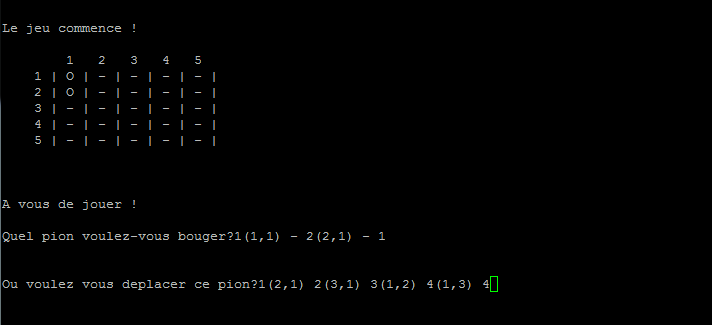 Le jeu commence !
1 2 3 4 5
1 | O | - | - | - | - |
2 | O | - | - | - | - |
3 | - | - | - | - | - |
4 | - | - | - | - | - |
5 | - | - | - | - | - |
A vous de jouer !
Quel pion voulez-vous bouger?1(1,1) - 2(2,1) - 1
Ou voulez vous deplacer ce pion?1(2,1) 2(3,1) 3(1,2) 4(1,3) 4